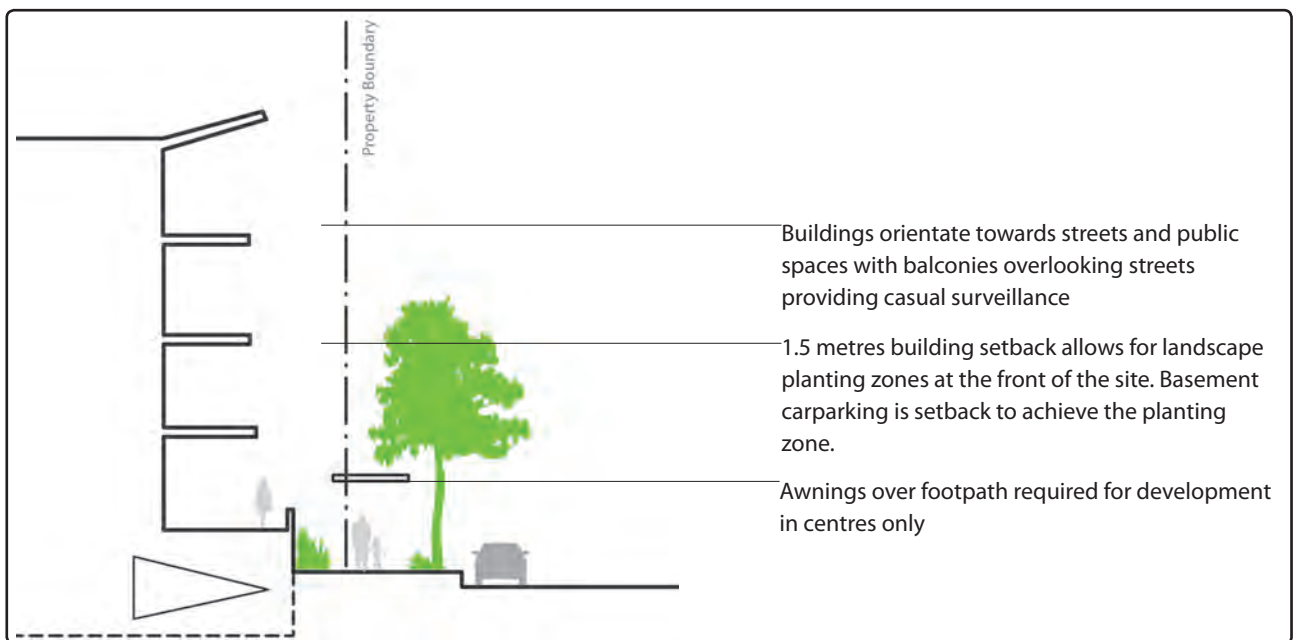 Property Boundary
Buildings orientate towards streets and public
spaces with balconies overlooking streets
providing casual surveillance
1.5 metres building setback allows for landscape
planting zones at the front of the site. Basement
carparking is setback to achieve the planting
zone.
Awnings over footpath required for development
in centres only